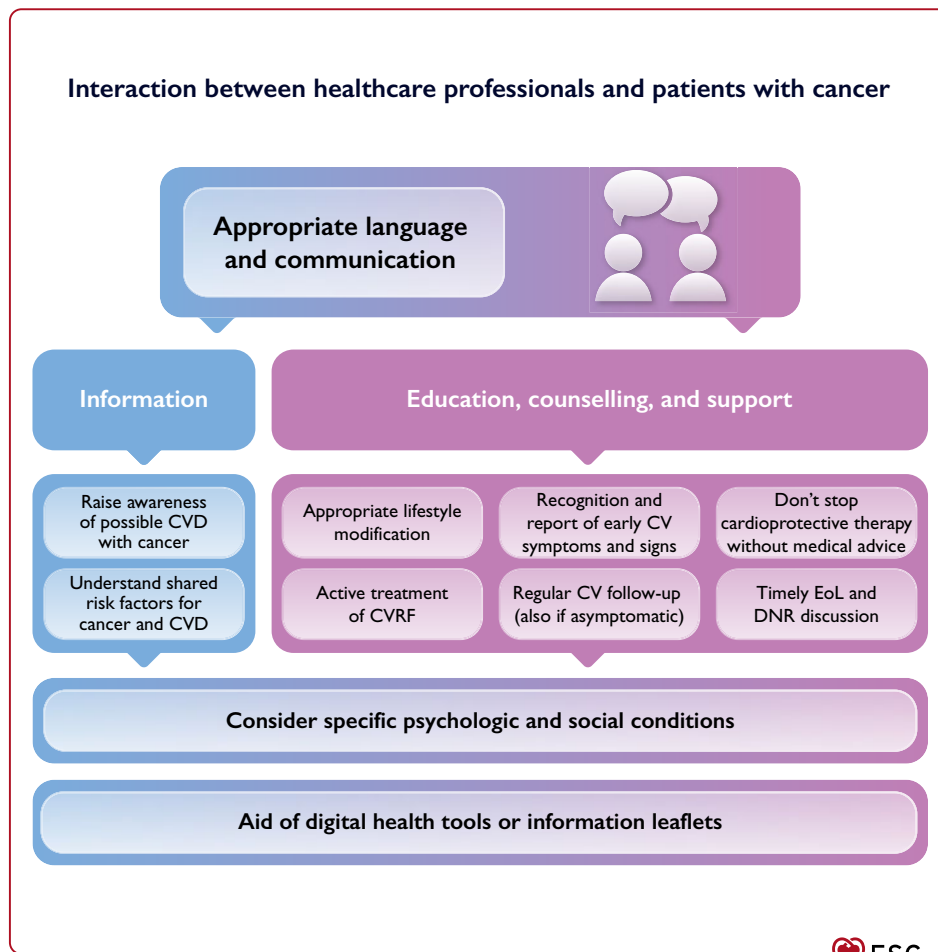 Interaction between healthcare professionals and patients with cancer
Appropriate language
and communication
Information
Education, counselling, and support
Raise awareness
of possible CVD
with cancer
Understand shared
risk factors for
cancer and CVD
Appropriate lifestyle
modification
Recognition and
report of early CV
symptoms and signs
Don't stop
cardioprotective therapy
without medical advice
Active treatment
of CVRF
Regular CV follow-up
(also if asymptomatic)
Timely EoL and
DNR discussion
Consider specific psychologic and social conditions
Aid of digital health tools or information leaflets
ESC